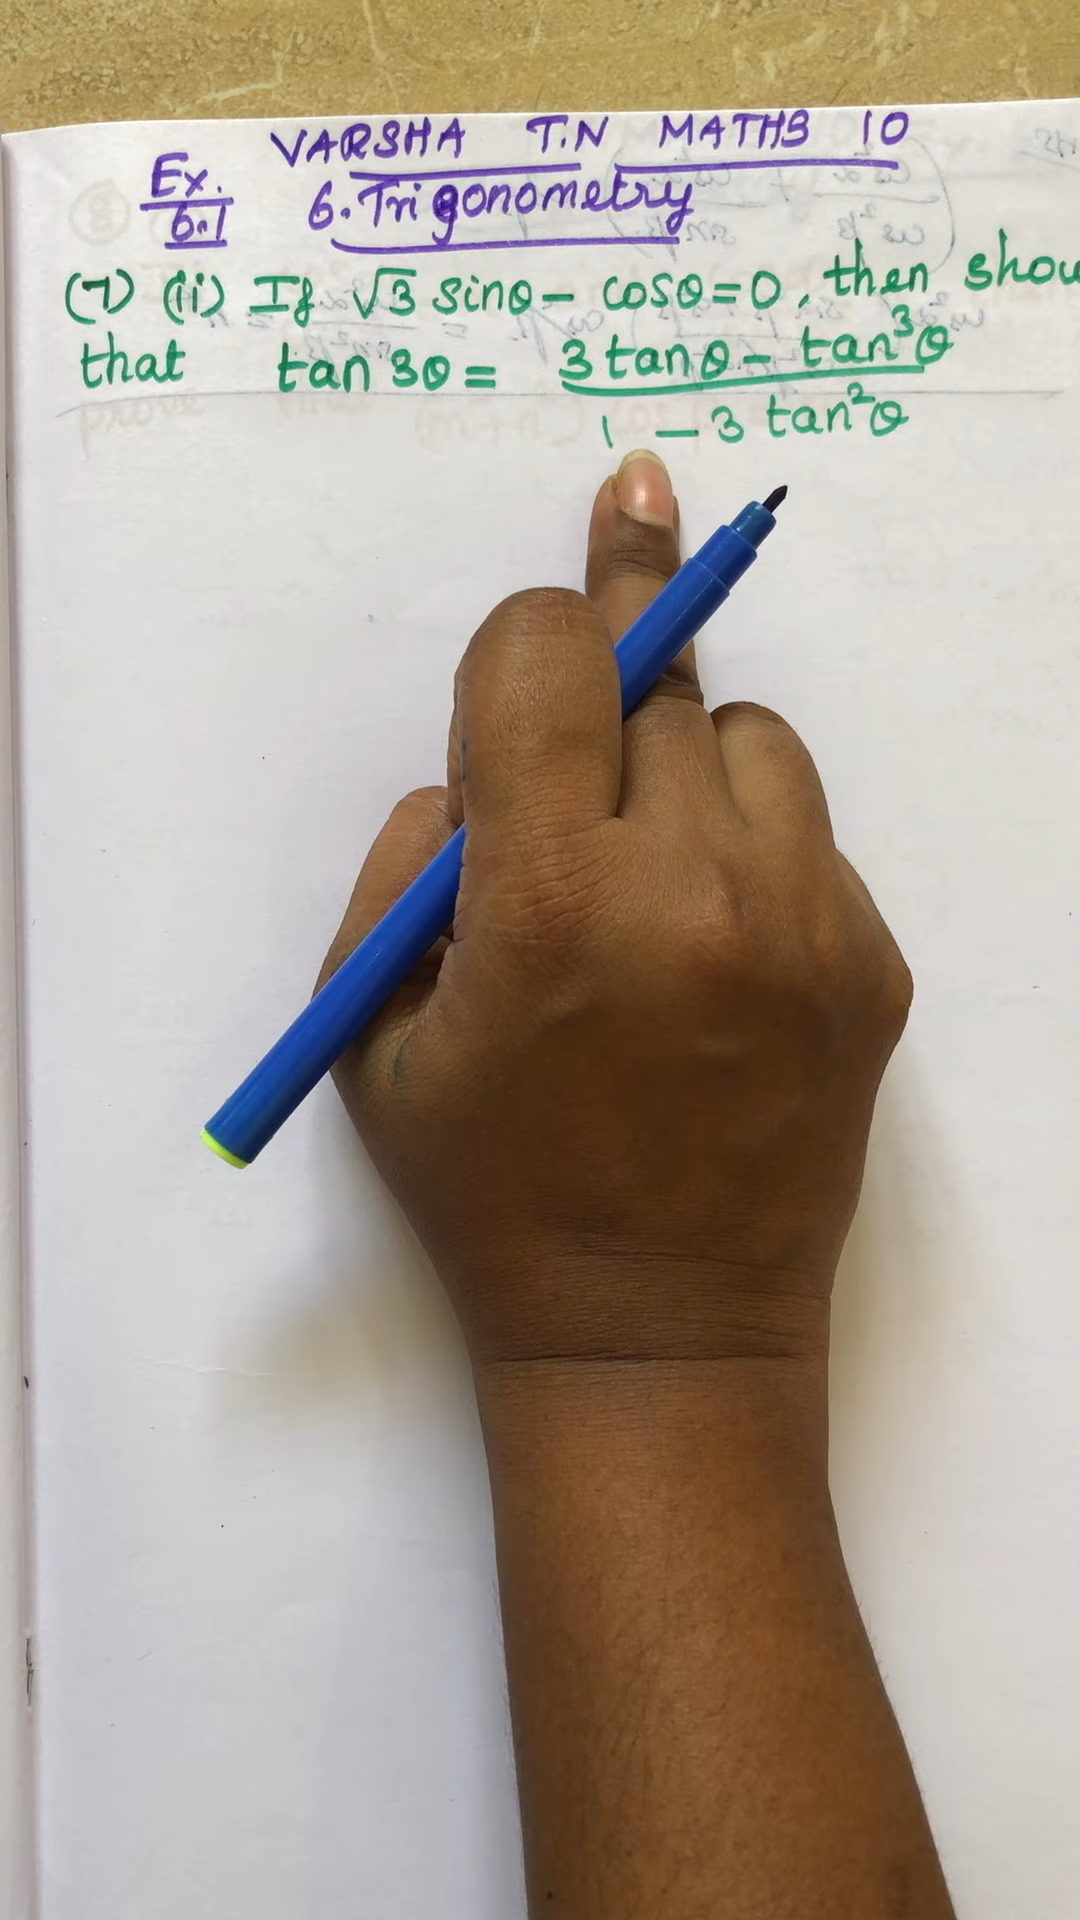 VARSHA T.N MATHS 10
Ex. 6.1
6. Trigonometry
(7) (ii) If √3 sinθ - cosθ = 0, then show
that tan 3θ = 3 tanθ - tan³θ
1 - 3 tan²θ